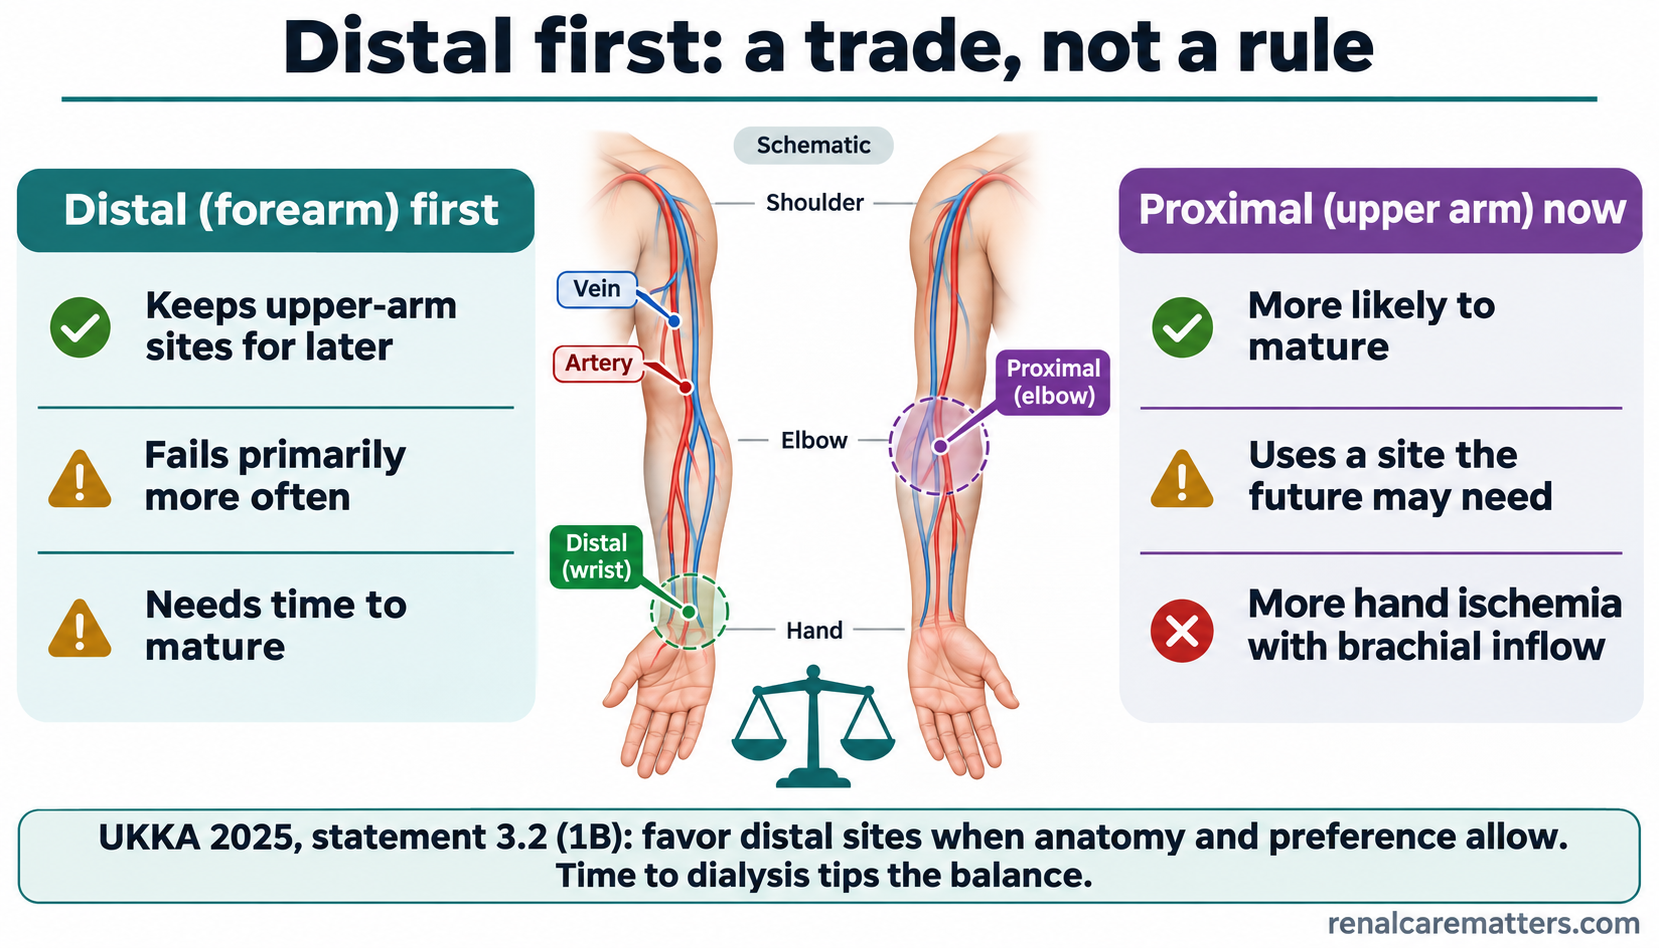 Distal first: a trade, not a rule
Distal (forearm) first
Keeps upper-arm
sites for later
Fails primarily
more often
Needs time to
mature
Schematic
Shoulder
Vein
Artery
Proximal
(elbow)
Elbow
Distal
(wrist)
Hand
Proximal (upper arm) now
More likely to
mature
Uses a site the
future may need
More hand ischemia
with brachial inflow
UKKA 2025, statement 3.2 (1B): favor distal sites when anatomy and preference allow.
Time to dialysis tips the balance.
renalcarematters.com